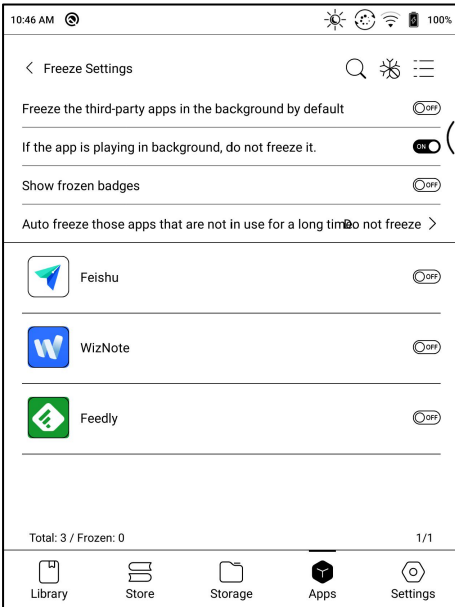 10:46 AM 100%
Freeze Settings
Freeze the third-party apps in the background by default OFF
If the app is playing in background, do not freeze it. ON
Show frozen badges OFF
Auto freeze those apps that are not in use for a long time Do not freeze
Feishu OFF
WizNote OFF
Feedly OFF
Total: 3 / Frozen: 0 1/1
Library Store Storage Apps Settings